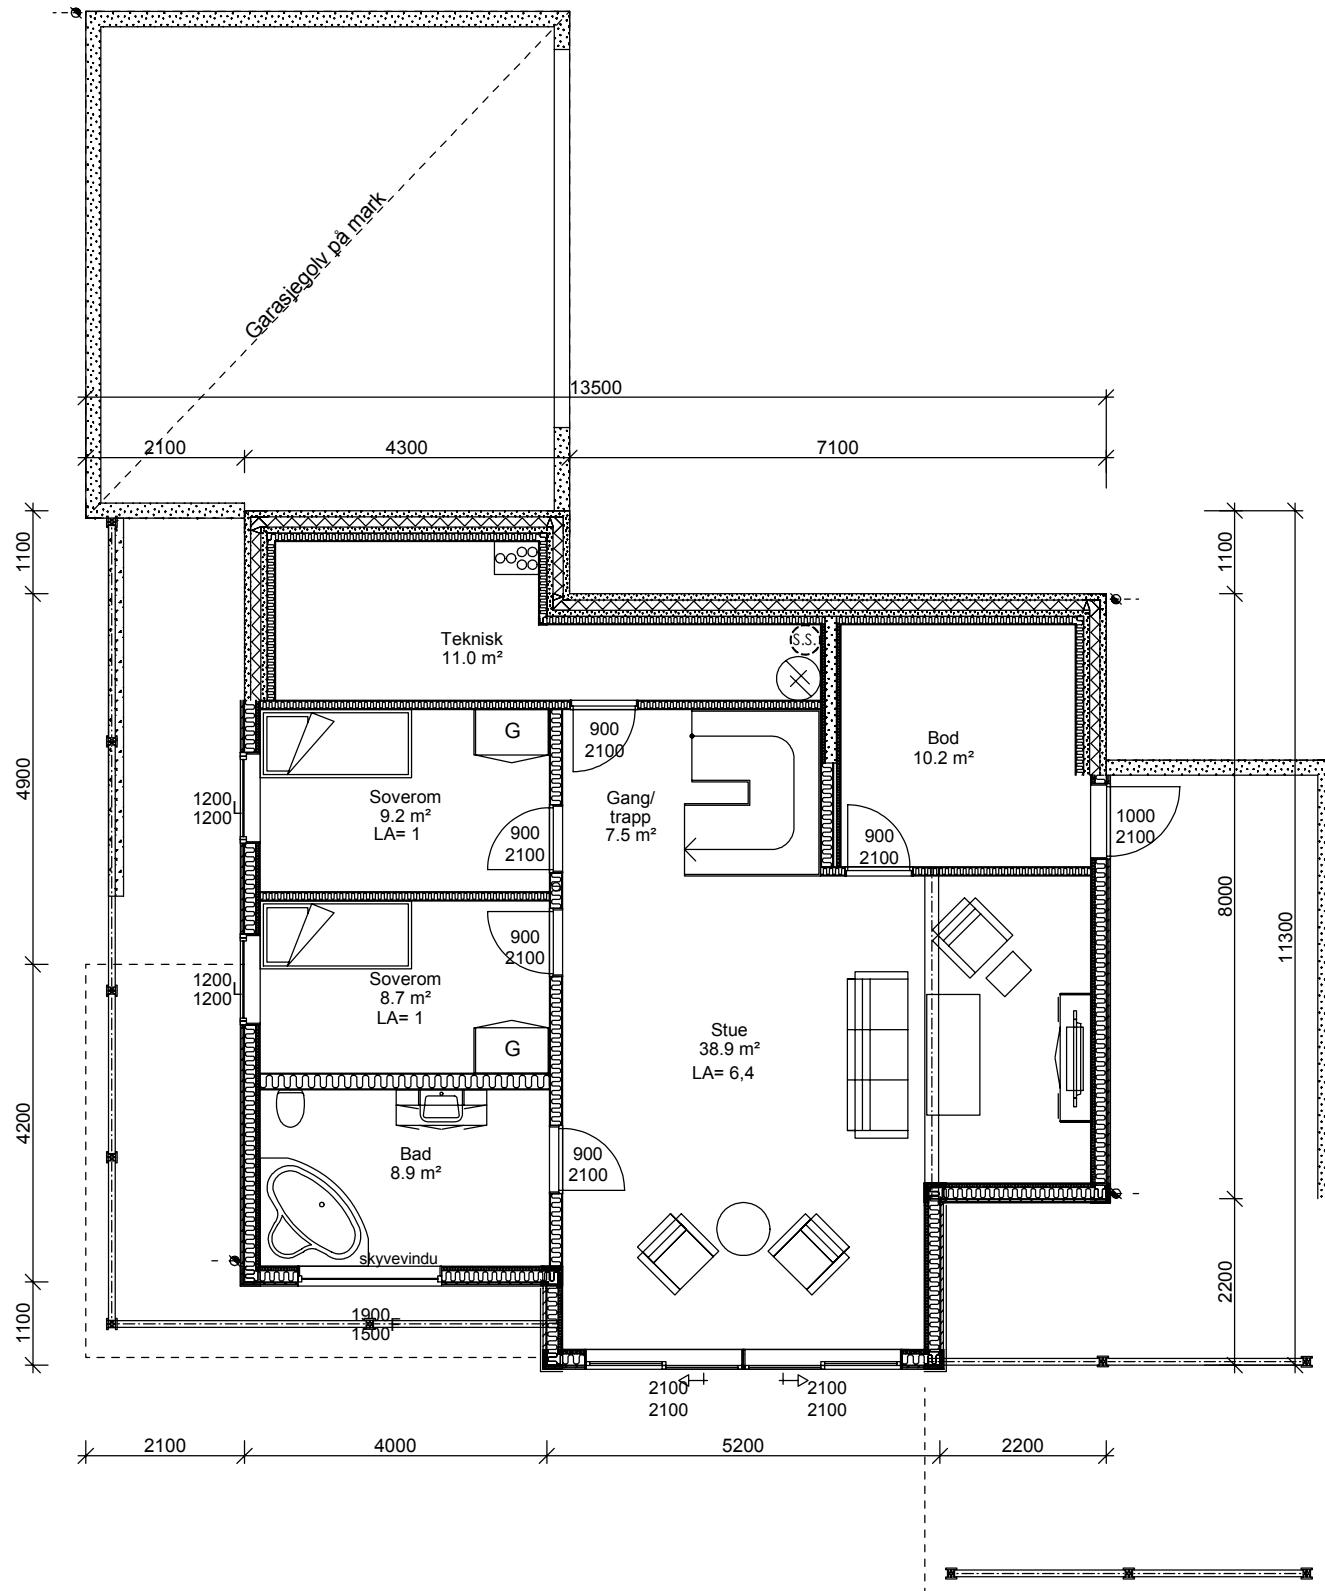 Garasjegolv på mark
13500
2100
4300
7100
1100
1100
Teknisk
11.0 m²
S.S.
G
900
2100
Bod
10.2 m²
4900
Soverom
9.2 m²
LA= 1
1200
1200
Gang/
trapp
7.5 m²
900
2100
900
2100
1000
2100
8000
11300
900
2100
Soverom
8.7 m²
LA= 1
1200
1200
G
Stue
38.9 m²
LA= 6,4
4200
Bad
8.9 m²
900
2100
skyvevindu
2200
1100
1900
1500
2100
2100
2100
2100
2100
4000
5200
2200